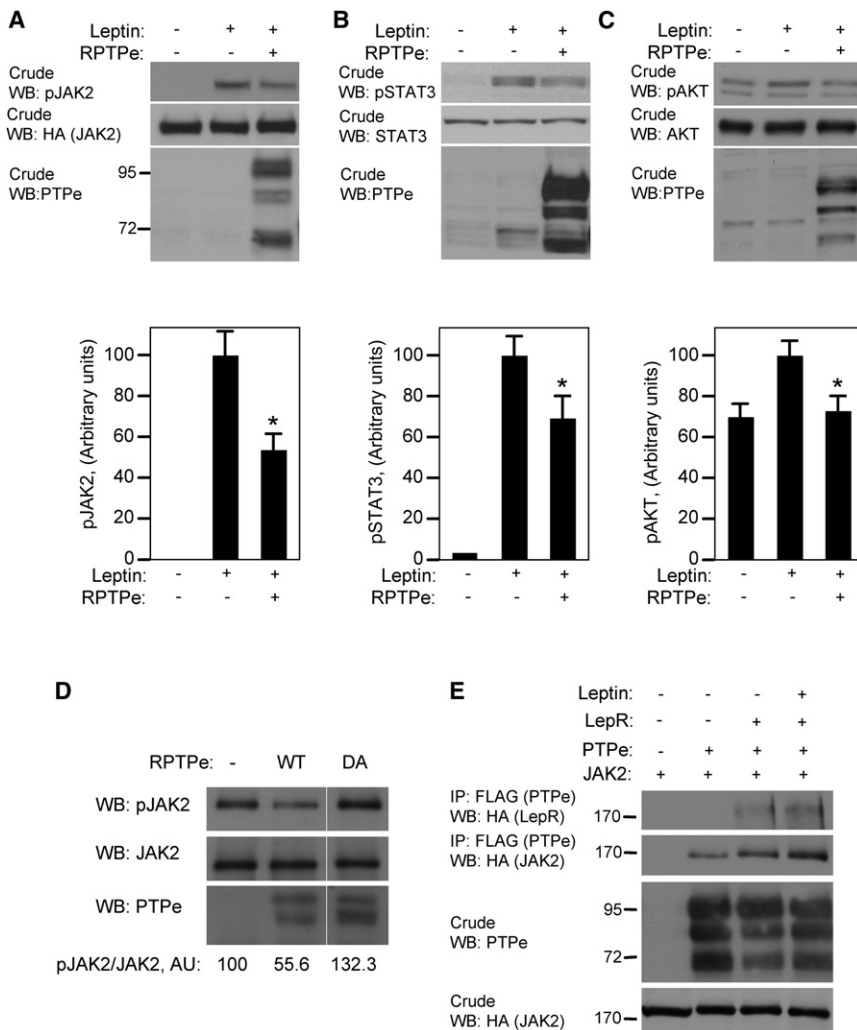 A
Leptin: - + +
RPTPe: - - +
Crude
WB: pJAK2
Crude
WB: HA (JAK2)
Crude
WB:PTPe
95
72
pJAK2, (Arbitrary units)
100
80
60
40
20
0
*
Leptin: - + +
RPTPe: - - +
B
Leptin: - + +
RPTPe: - - +
Crude
WB: pSTAT3
Crude
WB: STAT3
Crude
WB:PTPe
pSTAT3, (Arbitrary units)
100
80
60
40
20
0
*
Leptin: - + +
RPTPe: - - +
C
Leptin: - + +
RPTPe: - - +
Crude
WB: pAKT
Crude
WB: AKT
Crude
WB:PTPe
pAKT, (Arbitrary units)
100
80
60
40
20
0
*
Leptin: - + +
RPTPe: - - +
D
RPTPe: - WT DA
WB: pJAK2
WB: JAK2
WB: PTPe
pJAK2/JAK2, AU: 100 55.6 132.3
E
Leptin: - - - +
LepR: - - + +
PTPe: - + + +
JAK2: + + + +
IP: FLAG (PTPe)
WB: HA (LepR)
170
IP: FLAG (PTPe)
WB: HA (JAK2)
170
Crude
WB: PTPe
95
72
Crude
WB: HA (JAK2)
170